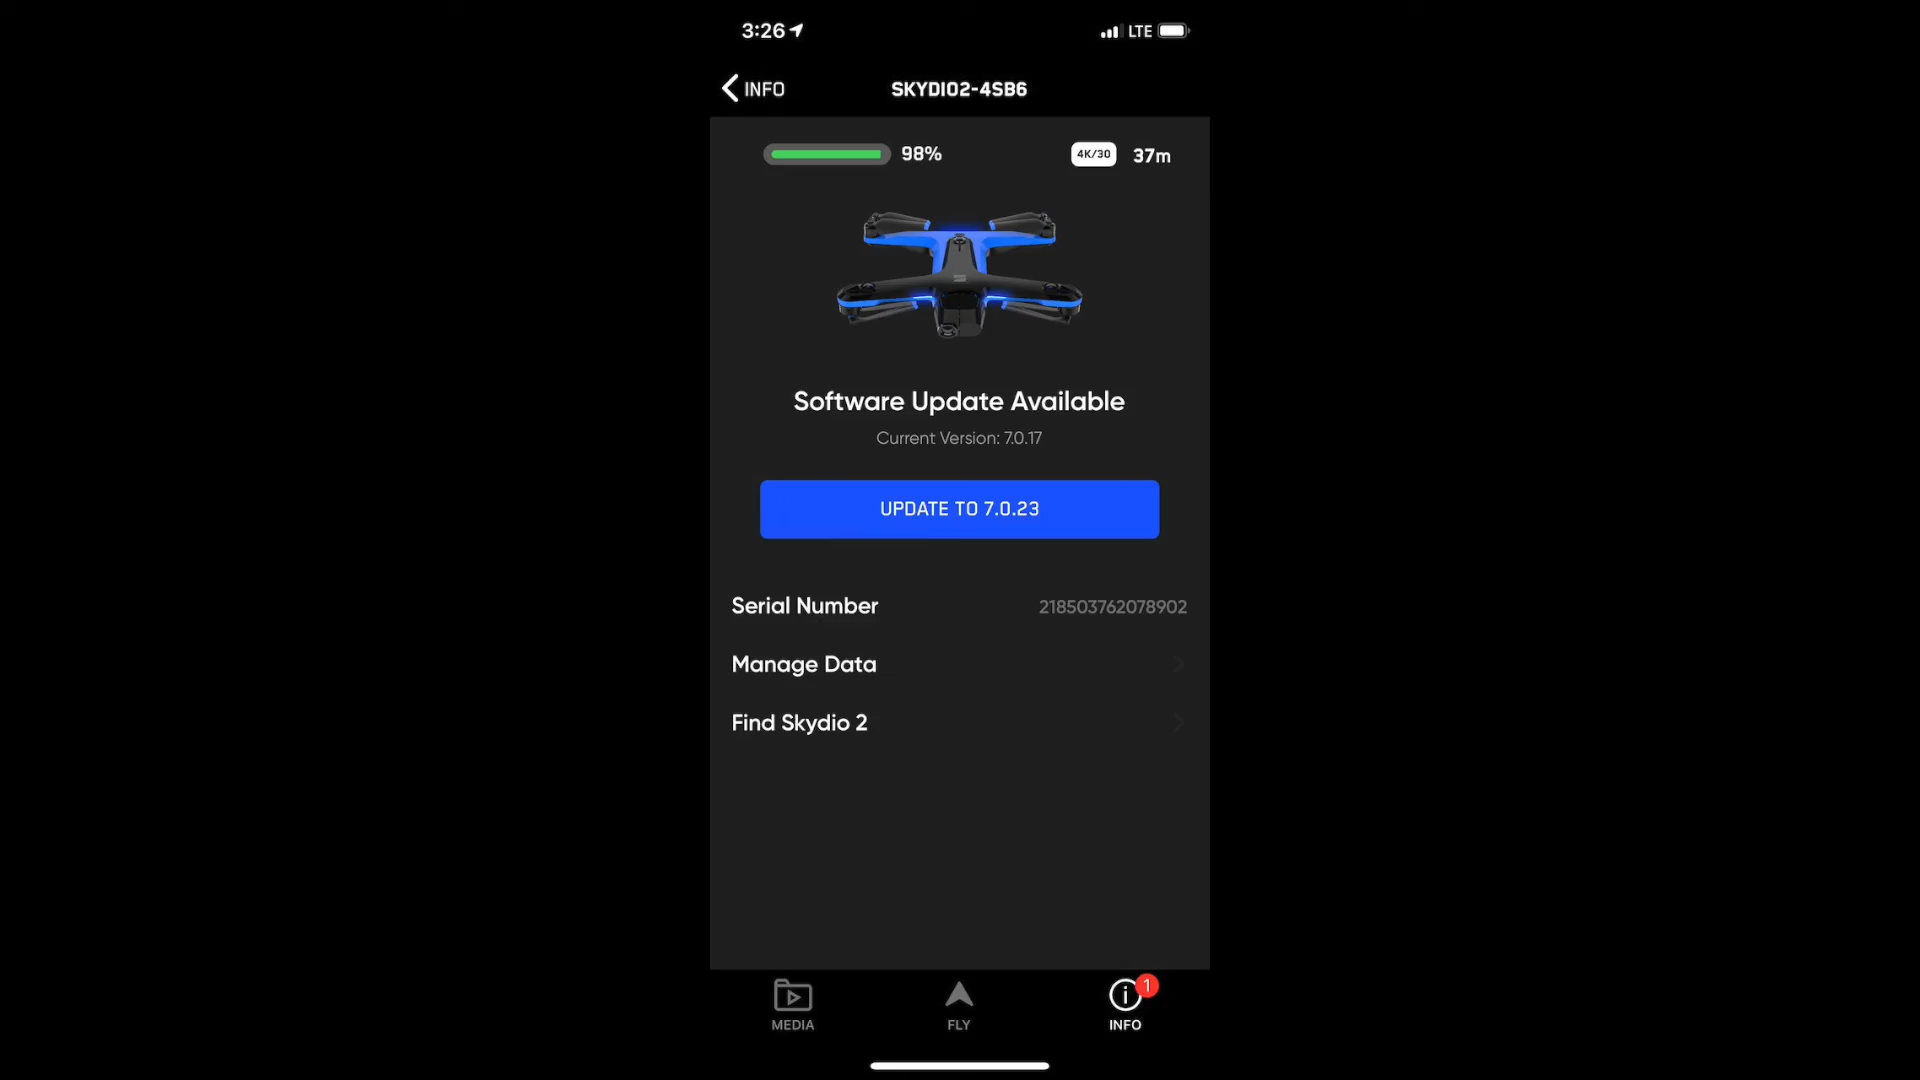 3:26
LTE
INFO
SKYDIO2-4SB6
98%
4K/30
37m
Software Update Available
Current Version: 7.0.17
UPDATE TO 7.0.23
Serial Number
218503762078902
Manage Data
Find Skydio 2
1
MEDIA
FLY
INFO